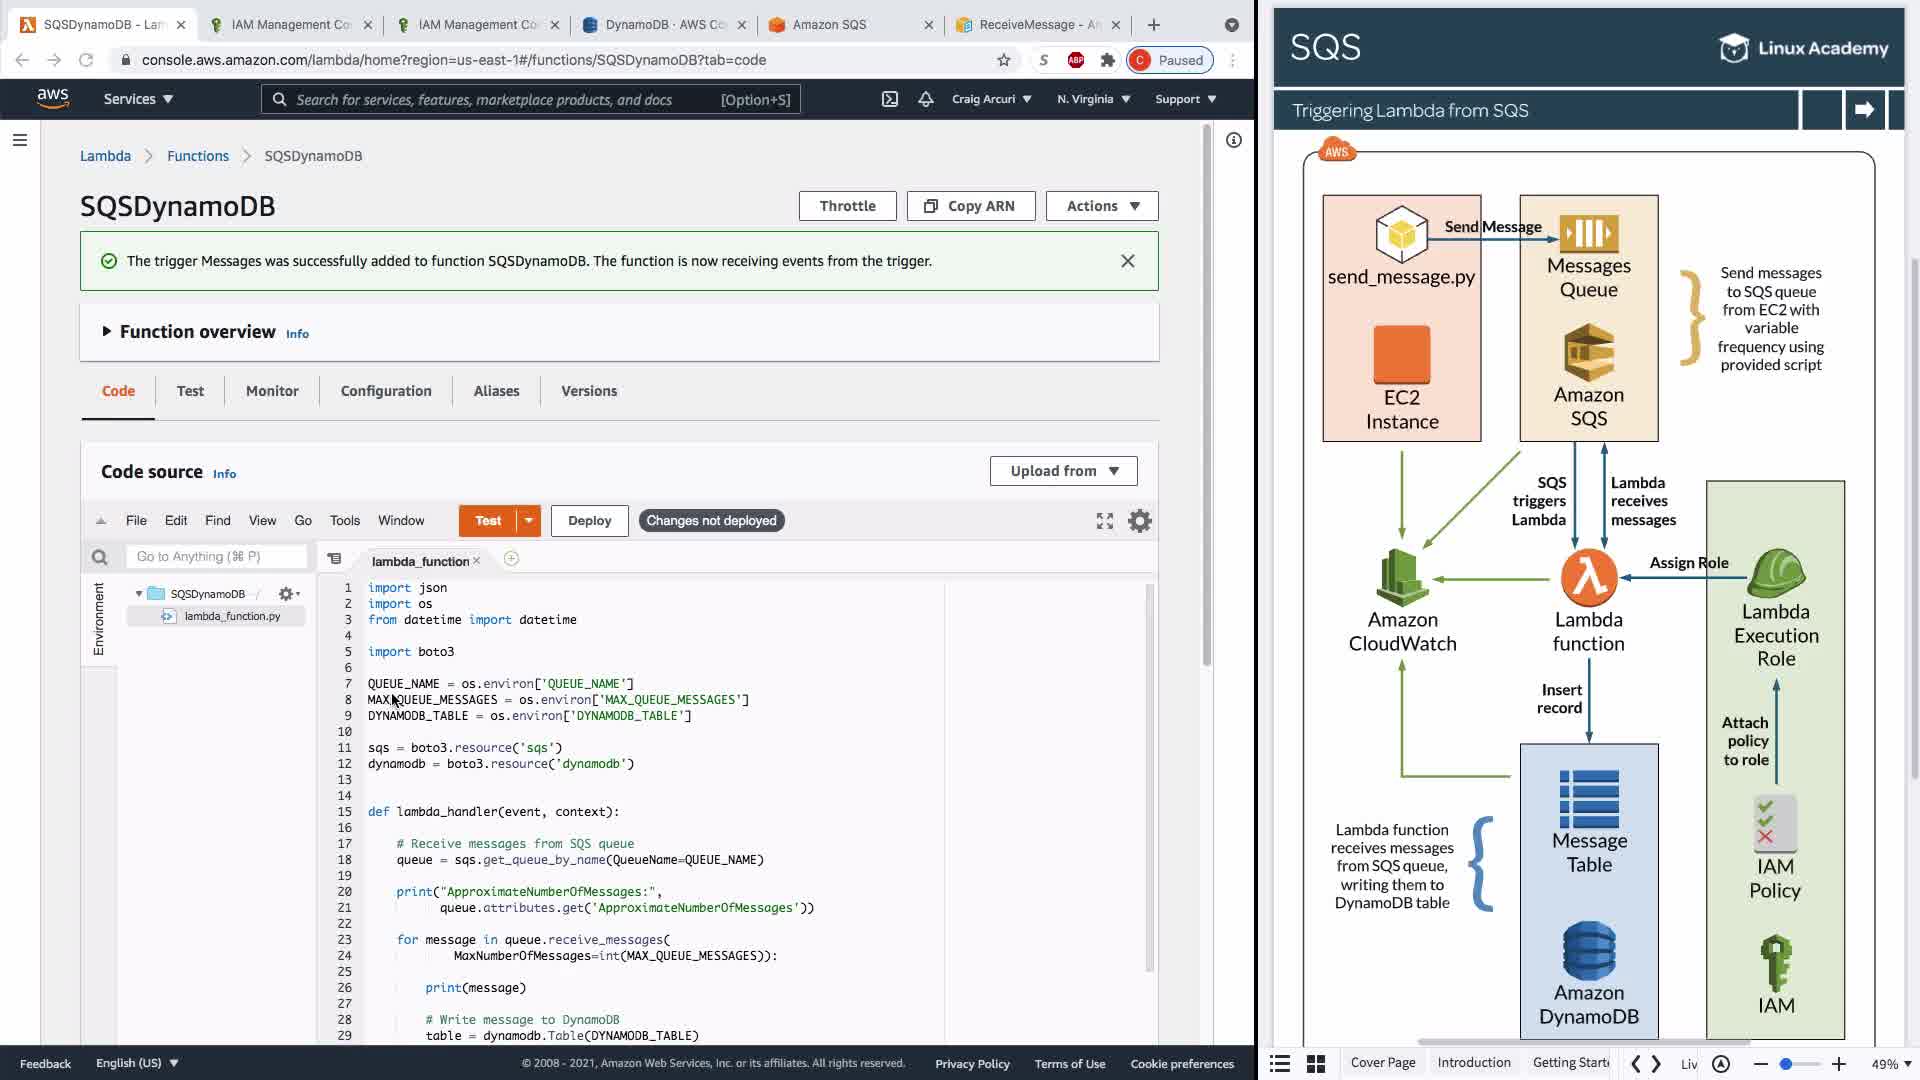 SQSDynamoDB - Lam
IAM Management Co
IAM Management Co
DynamoDB · AWS Co
Amazon SQS
ReceiveMessage - A
console.aws.amazon.com/lambda/home?region=us-east-1#/functions/SQSDynamoDB?tab=code
S
ABP
C Paused
aws
Services
Search for services, features, marketplace products, and docs [Option+S]
Craig Arcuri
N. Virginia
Support
Lambda
Functions
SQSDynamoDB
SQSDynamoDB
Throttle
Copy ARN
Actions
The trigger Messages was successfully added to function SQSDynamoDB. The function is now receiving events from the trigger.
Function overview Info
Code
Test
Monitor
Configuration
Aliases
Versions
Code source Info
Upload from
File Edit Find View Go Tools Window
Test
Deploy
Changes not deployed
Go to Anything (⌘ P)
Environment
SQSDynamoDB /
lambda_function.py
lambda_function
1 import json
2 import os
3 from datetime import datetime
4
5 import boto3
6
7 QUEUE_NAME = os.environ['QUEUE_NAME']
8 MAX_QUEUE_MESSAGES = os.environ['MAX_QUEUE_MESSAGES']
9 DYNAMODB_TABLE = os.environ['DYNAMODB_TABLE']
10
11 sqs = boto3.resource('sqs')
12 dynamodb = boto3.resource('dynamodb')
13
14
15 def lambda_handler(event, context):
16
17 # Receive messages from SQS queue
18 queue = sqs.get_queue_by_name(QueueName=QUEUE_NAME)
19
20 print("ApproximateNumberOfMessages:",
21 queue.attributes.get('ApproximateNumberOfMessages'))
22
23 for message in queue.receive_messages(
24 MaxNumberOfMessages=int(MAX_QUEUE_MESSAGES)):
25
26 print(message)
27
28 # Write message to DynamoDB
29 table = dynamodb.Table(DYNAMODB_TABLE)
Feedback
English (US)
© 2008 - 2021, Amazon Web Services, Inc. or its affiliates. All rights reserved.
Privacy Policy
Terms of Use
Cookie preferences
SQS
Linux Academy
Triggering Lambda from SQS
AWS
send_message.py
Send Message
Messages
Queue
EC2
Instance
Amazon
SQS
Send messages
to SQS queue
from EC2 with
variable
frequency using
provided script
SQS
triggers
Lambda
Lambda
receives
messages
Amazon
CloudWatch
Lambda
function
Assign Role
Lambda
Execution
Role
Insert
record
Attach
policy
to role
Lambda function
receives messages
from SQS queue,
writing them to
DynamoDB table
Message
Table
Amazon
DynamoDB
IAM
Policy
IAM
Cover Page
Introduction
Getting Starte
Liv
49%